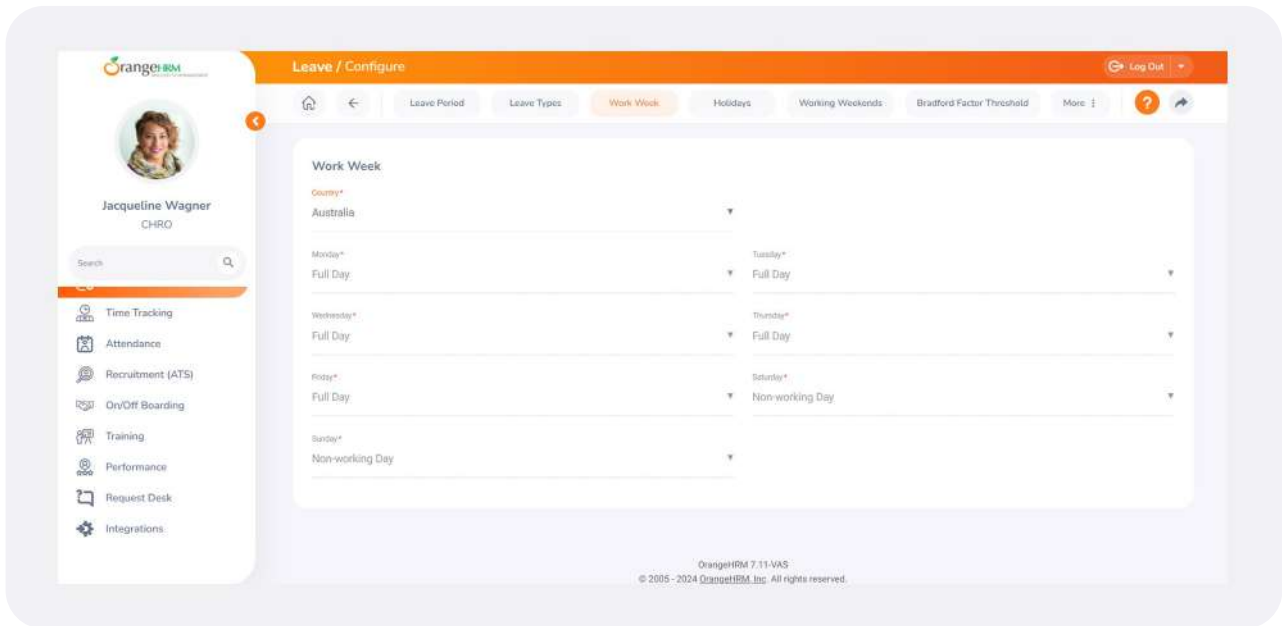 OrangeHRM
Leave / Configure
Log Out
Leave Period
Leave Types
Work Week
Holidays
Working Weekends
Bradford Factor Threshold
More
?
Jacqueline Wagner
CHRO
Search
Time Tracking
Attendance
Recruitment (ATS)
On/Off Boarding
Training
Performance
Request Desk
Integrations
Work Week
Country*
Australia
Monday*
Full Day
Tuesday*
Full Day
Wednesday*
Full Day
Thursday*
Full Day
Friday*
Full Day
Saturday*
Non-working Day
Sunday*
Non-working Day
OrangeHRM 7.11-VAS
© 2005 - 2024 OrangeHRM, Inc. All rights reserved.